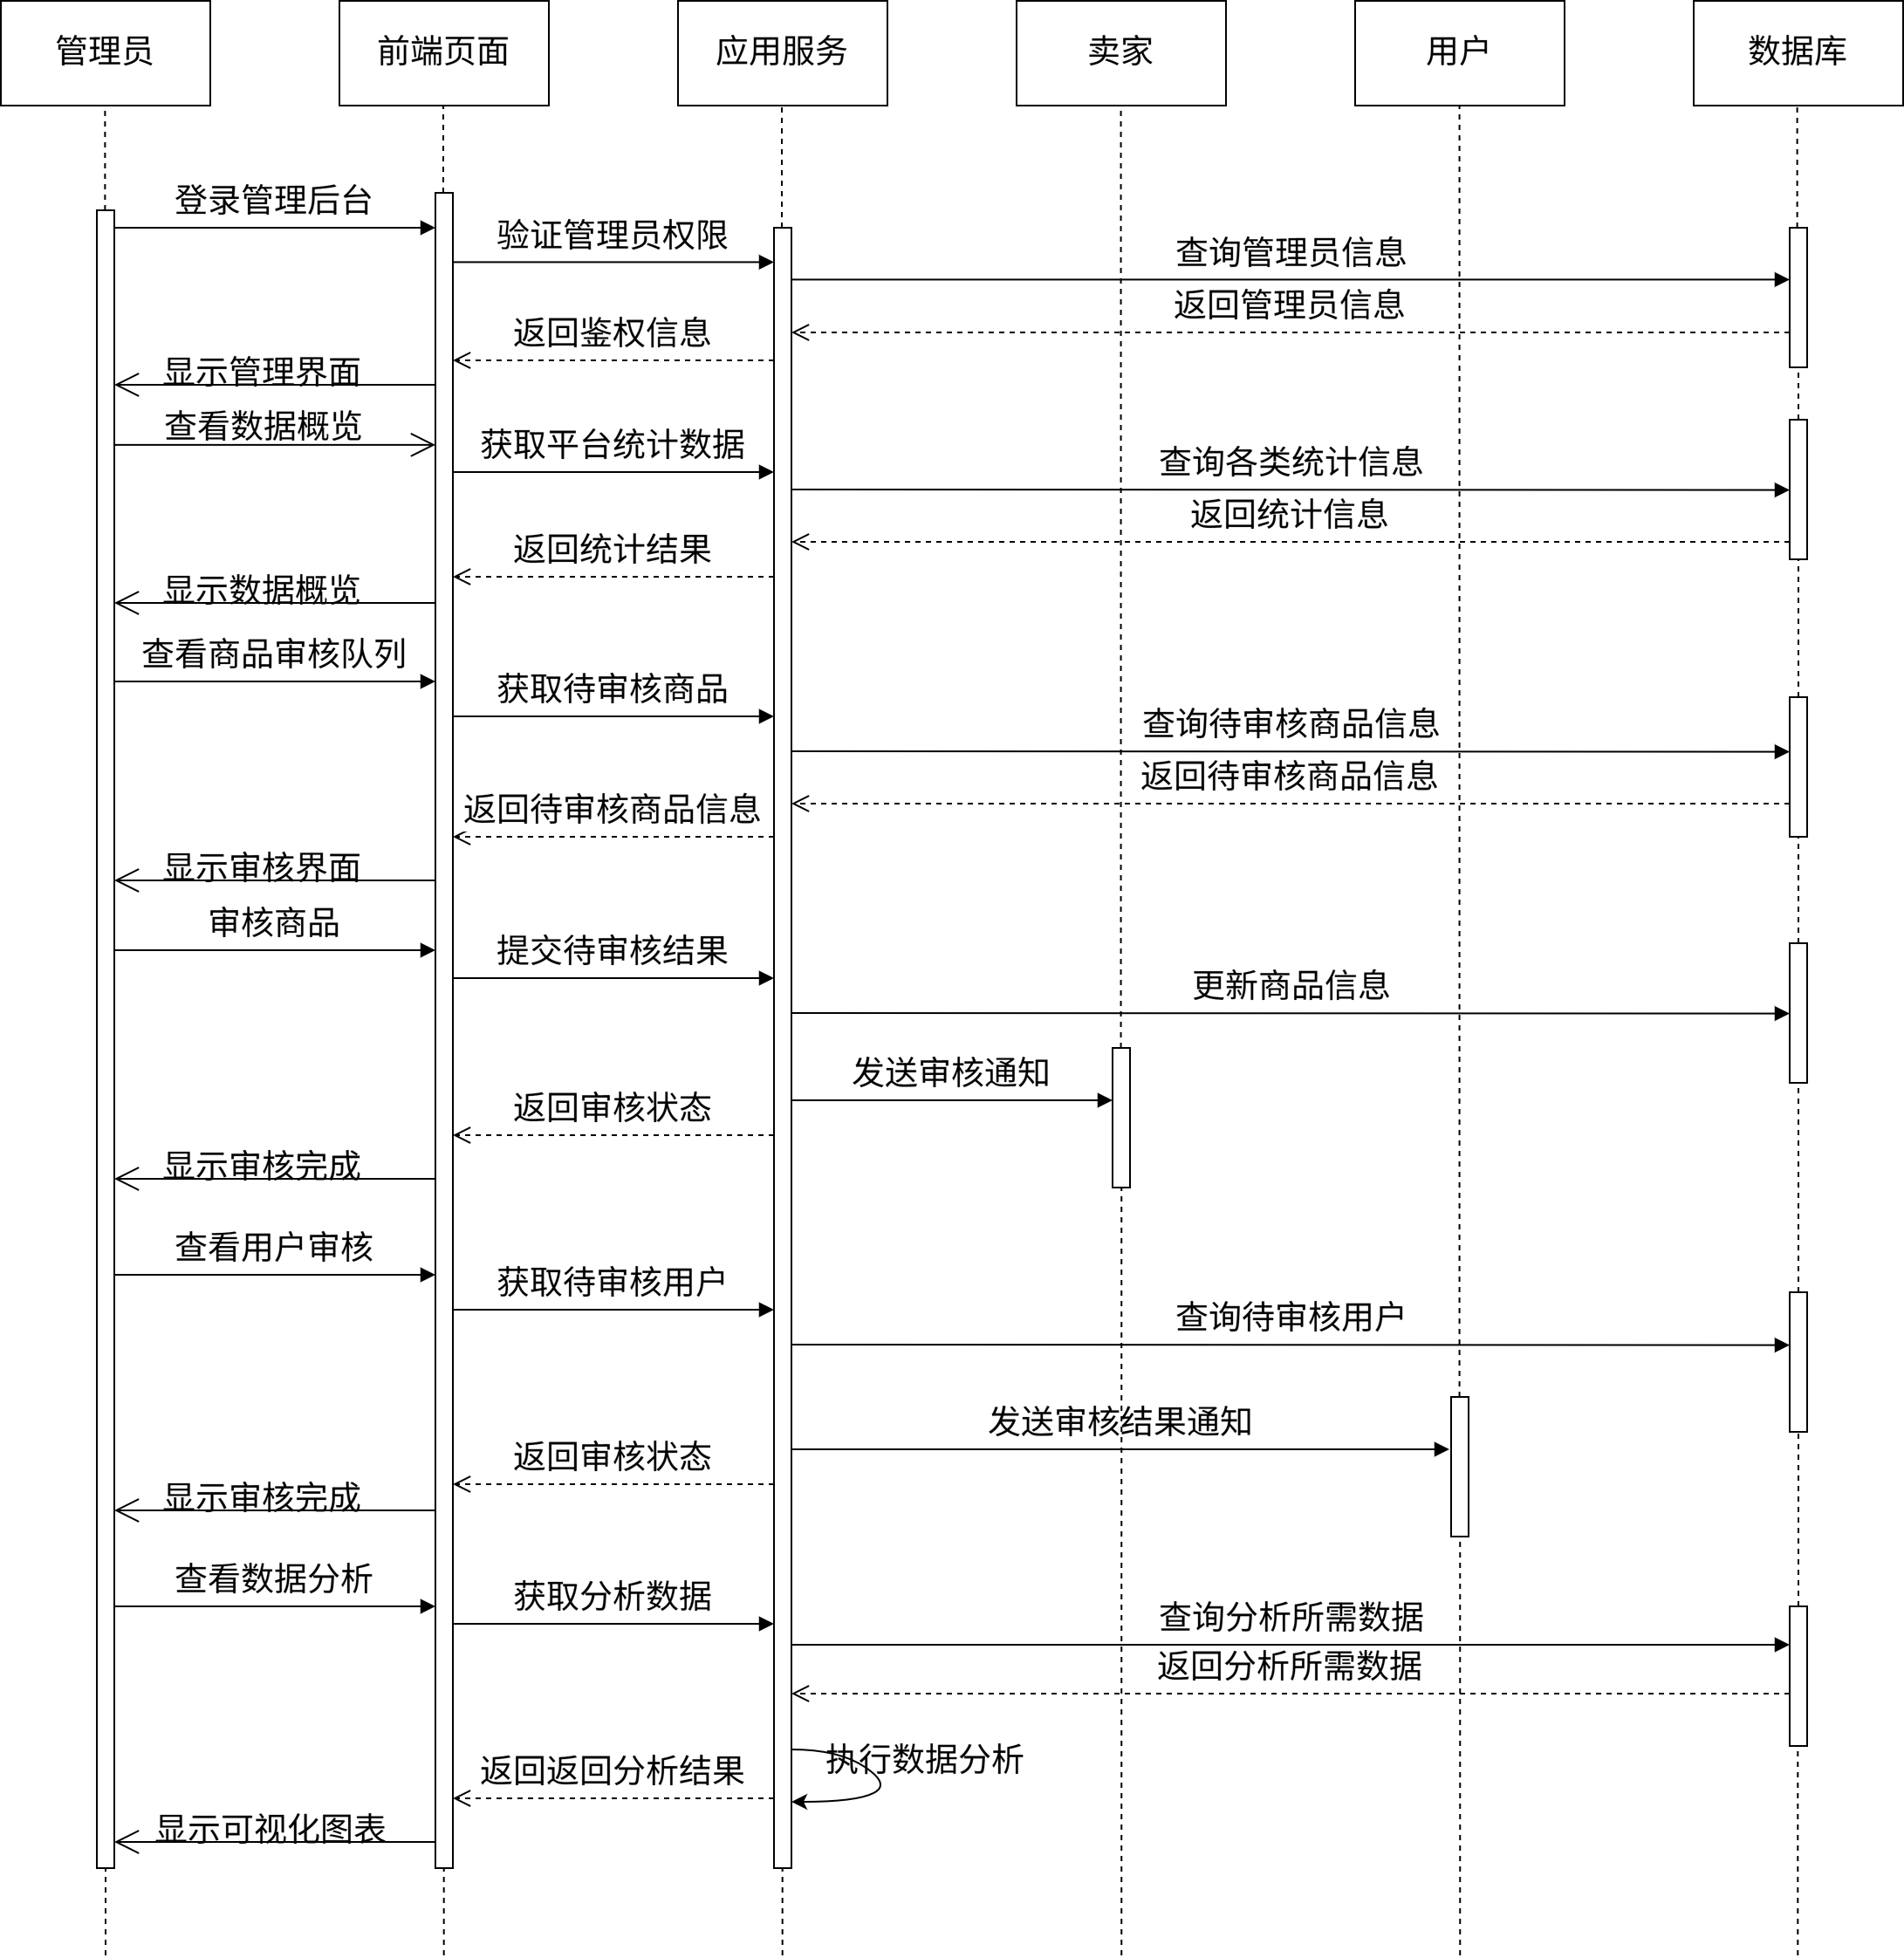 管理员
前端页面
应用服务
卖家
用户
数据库
登录管理后台
验证管理员权限
查询管理员信息
返回管理员信息
返回鉴权信息
显示管理界面
查看数据概览
获取平台统计数据
查询各类统计信息
返回统计信息
返回统计结果
显示数据概览
查看商品审核队列
获取待审核商品
查询待审核商品信息
返回待审核商品信息
返回待审核商品信息
显示审核界面
审核商品
提交待审核结果
更新商品信息
发送审核通知
返回审核状态
显示审核完成
查看用户审核
获取待审核用户
查询待审核用户
发送审核结果通知
返回审核状态
显示审核完成
查看数据分析
获取分析数据
查询分析所需数据
返回分析所需数据
执行数据分析
返回返回分析结果
显示可视化图表